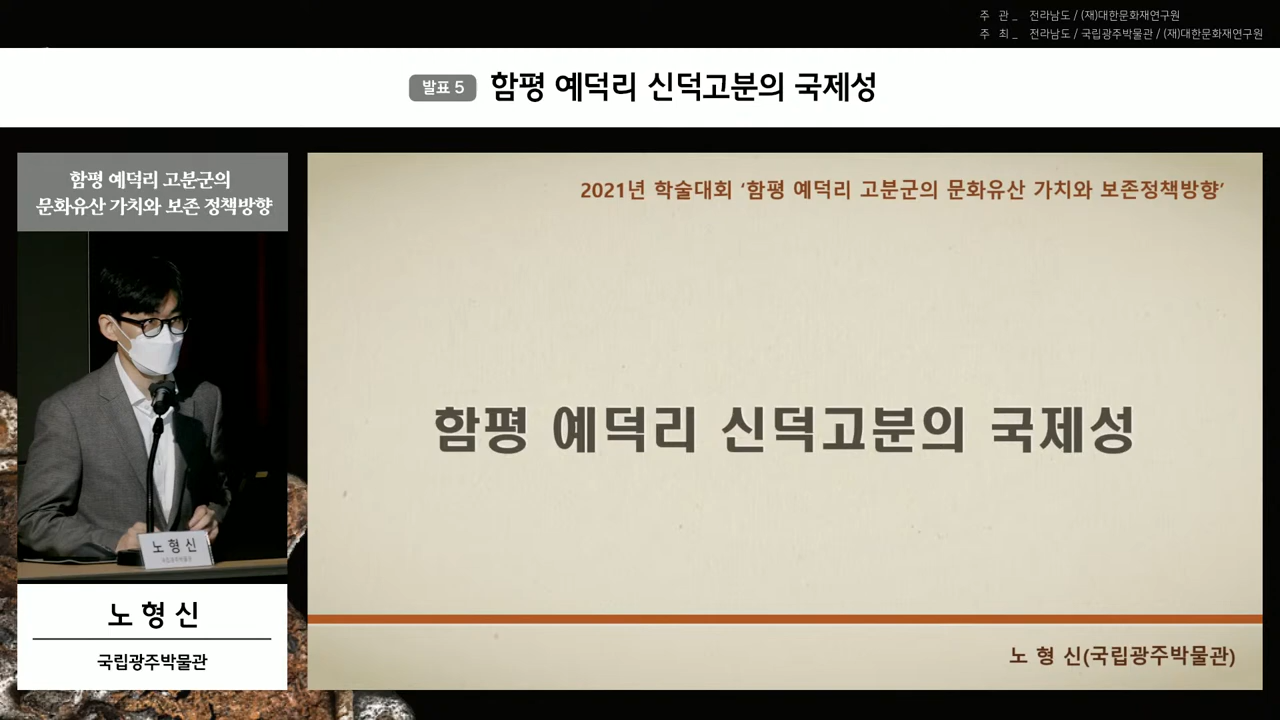 주 관 _ 전라남도 / (재)대한문화재연구원
주 최 _ 전라남도 / 국립광주박물관 / (재)대한문화재연구원
발표 5 함평 예덕리 신덕고분의 국제성
함평 예덕리 고분군의
문화유산 가치와 보존 정책방향
2021년 학술대회 ‘함평 예덕리 고분군의 문화유산 가치와 보존정책방향’
함평 예덕리 신덕고분의 국제성
노 형 신
국립광주박물관
노 형 신
국립광주박물관
노 형 신(국립광주박물관)